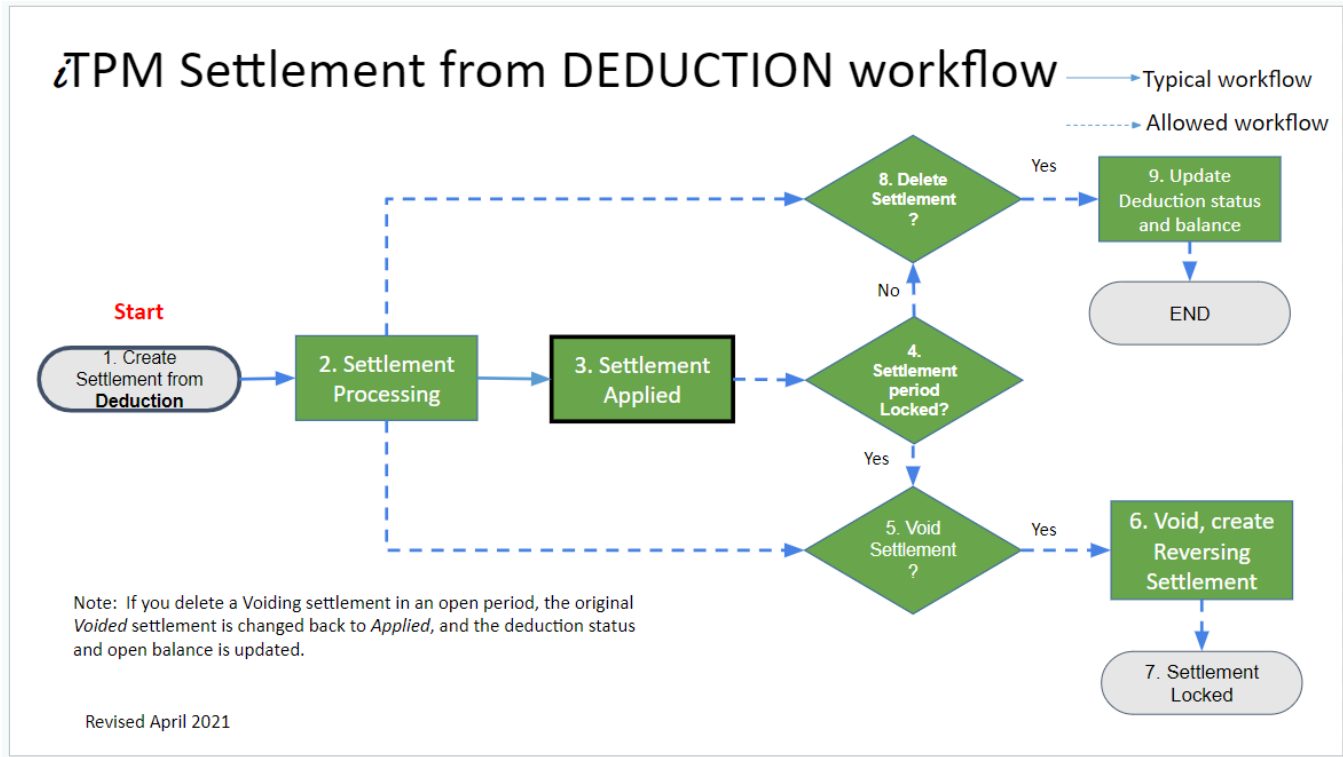 iTPM Settlement from DEDUCTION workflow
Typical workflow
Allowed workflow
8. Delete
Settlement
?
Yes
9. Update
Deduction status
and balance
No
END
Start
1. Create
Settlement from
Deduction
2. Settlement
Processing
3. Settlement
Applied
4.
Settlement
period
Locked?
Yes
5. Void
Settlement
?
Yes
6. Void, create
Reversing
Settlement
7. Settlement
Locked
Note: If you delete a Voiding settlement in an open period, the original
Voided settlement is changed back to Applied, and the deduction status
and open balance is updated.
Revised April 2021